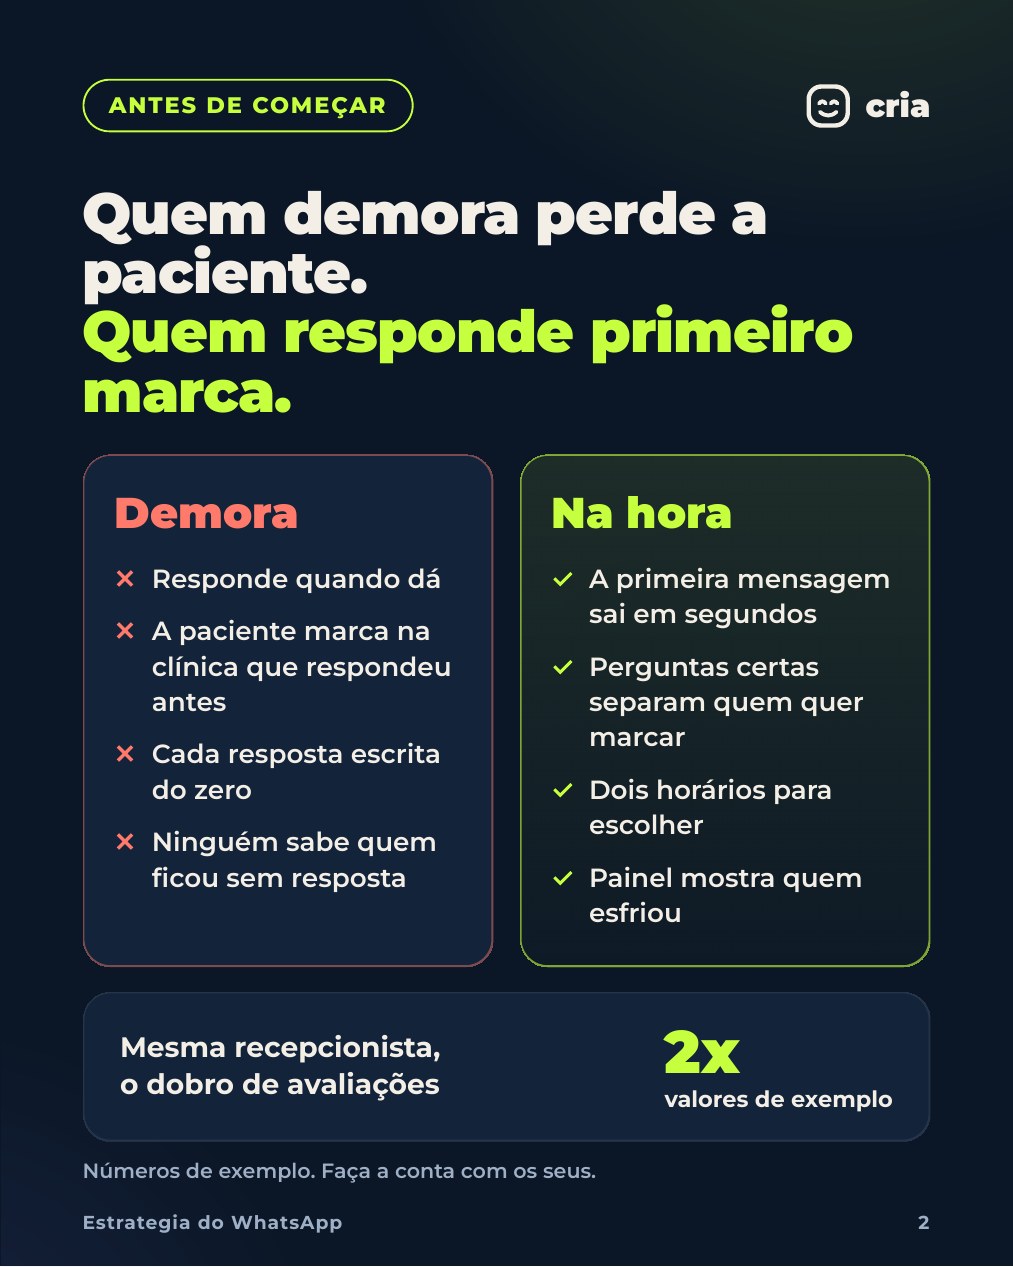 ANTES DE COMEÇAR
cria
Quem demora perde a
paciente.
Quem responde primeiro
marca.
Demora
Responde quando dá
A paciente marca na
clínica que respondeu
antes
Cada resposta escrita
do zero
Ninguém sabe quem
ficou sem resposta
Na hora
A primeira mensagem
sai em segundos
Perguntas certas
separam quem quer
marcar
Dois horários para
escolher
Painel mostra quem
esfriou
Mesma recepcionista,
o dobro de avaliações
2x
valores de exemplo
Números de exemplo. Faça a conta com os seus.
Estrategia do WhatsApp
2